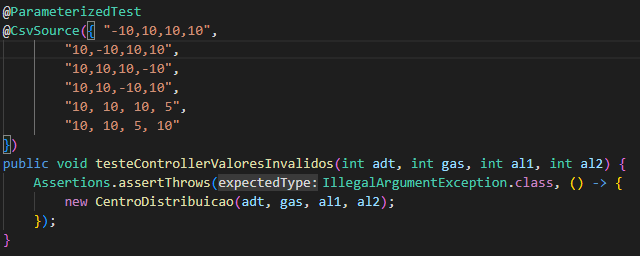 @ParameterizedTest
@CsvSource({ "-10,10,10,10",
"10,-10,10,10",
"10,10,10,-10",
"10,10,-10,10",
"10, 10, 10, 5",
"10, 10, 5, 10"
})
public void testeControllerValoresInvalidos(int adt, int gas, int al1, int al2) {
Assertions.assertThrows(expectedType:IllegalArgumentException.class, () -> {
new CentroDistribuicao(adt, gas, al1, al2);
});
}